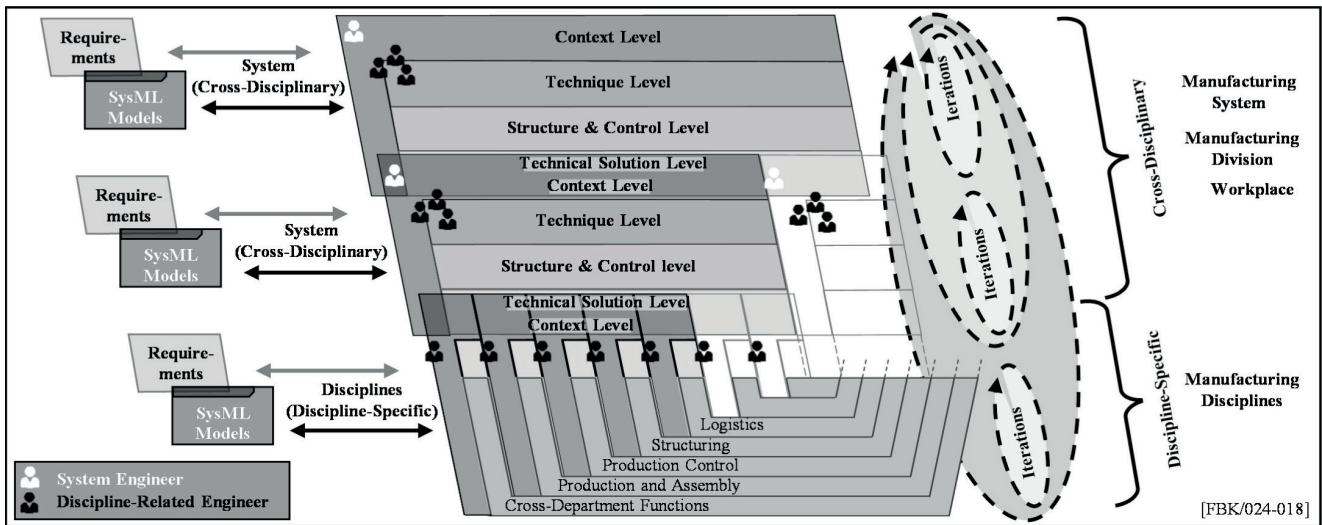 Require-
ments
SysML
Models
System
(Cross-Disciplinary)
Context Level
Technique Level
Structure & Control Level
Technical Solution Level
Context Level
Require-
ments
SysML
Models
System
(Cross-Disciplinary)
Technique Level
Structure & Control level
Technical Solution Level
Context Level
Require-
ments
SysML
Models
Disciplines
(Discipline-Specific)
Logistics
Structuring
Production Control
Production and Assembly
Cross-Department Functions
Ierations
Iterations
Iterations
Cross-Disciplinary
Manufacturing
System
Manufacturing
Division
Workplace
Discipline-Specific
Manufacturing
Disciplines
System Engineer
Discipline-Related Engineer
[FBK/024-018]